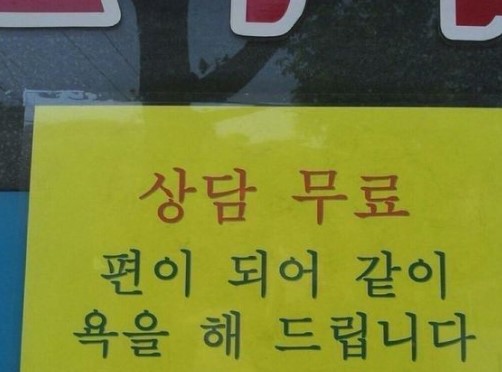 상담 무료
편이 되어 같이
욕을 해 드립니다